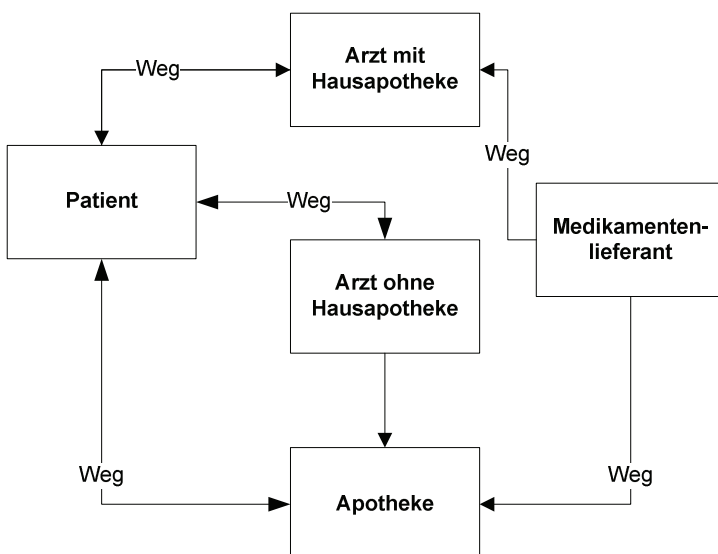 Arzt mit
Hausapotheke
Weg
Weg
Patient
Weg
Medikamenten-
lieferant
Arzt ohne
Hausapotheke
Weg
Weg
Apotheke